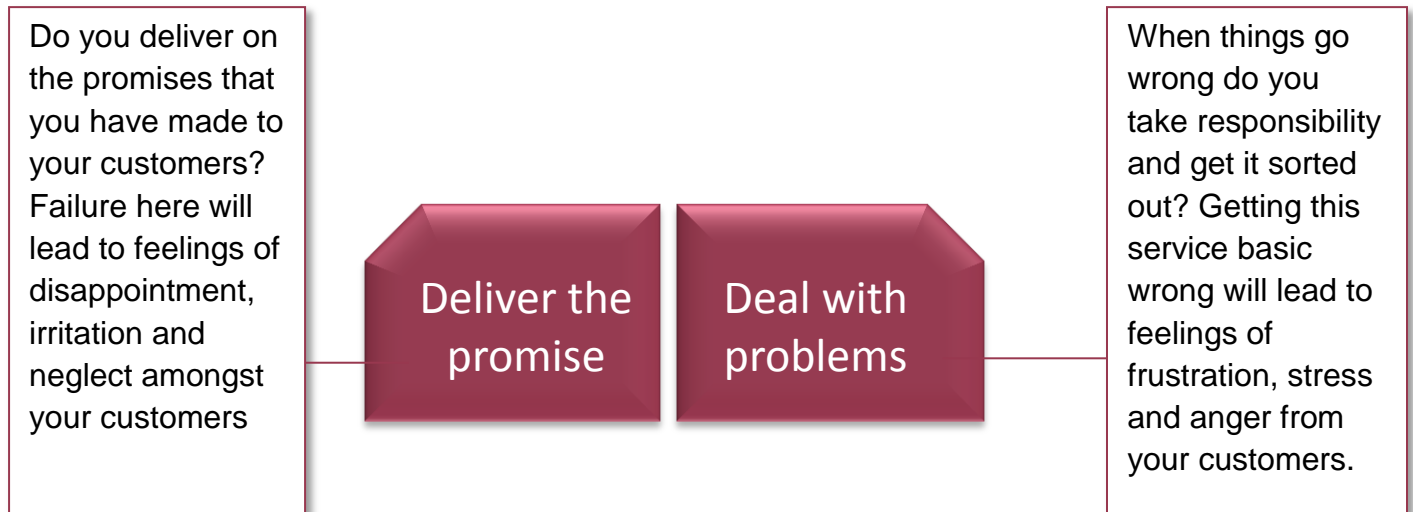 Do you deliver on
the promises that
you have made to
your customers?
Failure here will
lead to feelings of
disappointment,
irritation and
neglect amongst
your customers
Deliver the
promise
Deal with
problems
When things go
wrong do you
take responsibility
and get it sorted
out? Getting this
service basic
wrong will lead to
feelings of
frustration, stress
and anger from
your customers.